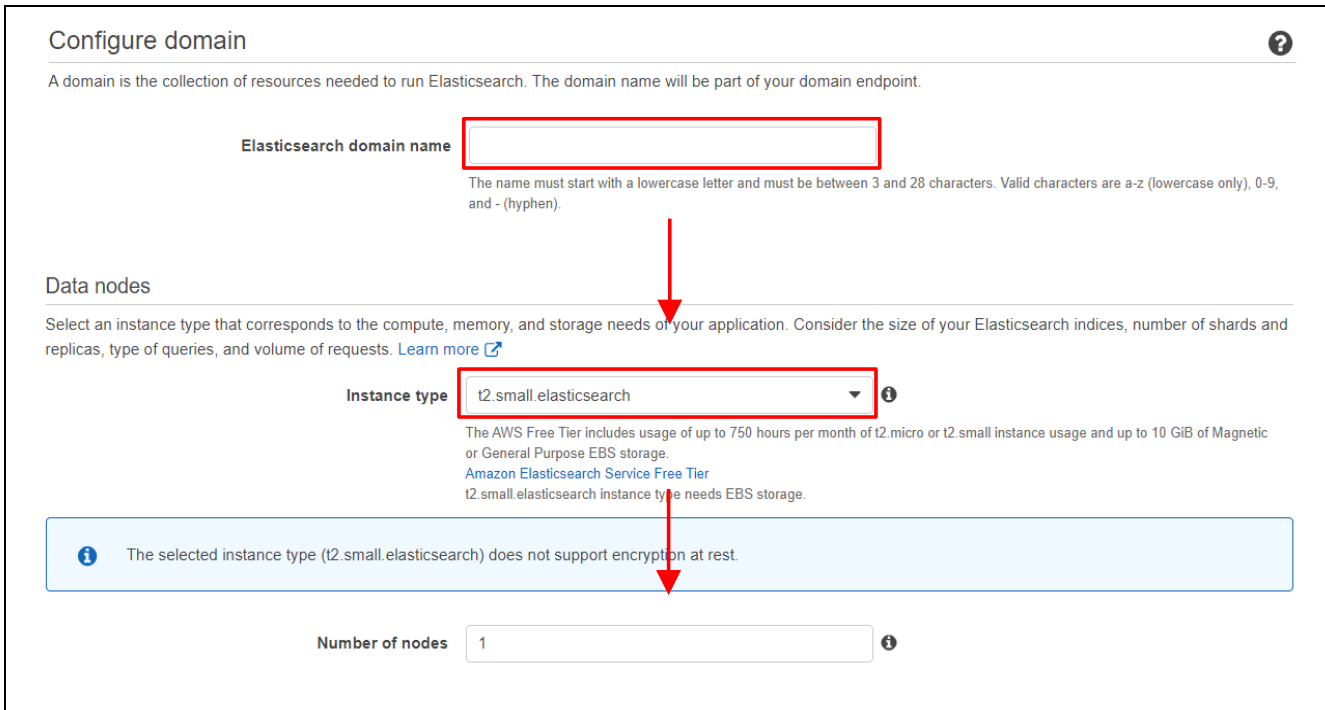 Configure domain
A domain is the collection of resources needed to run Elasticsearch. The domain name will be part of your domain endpoint.
Elasticsearch domain name
The name must start with a lowercase letter and must be between 3 and 28 characters. Valid characters are a-z (lowercase only), 0-9,
and - (hyphen).
Data nodes
Select an instance type that corresponds to the compute, memory, and storage needs of your application. Consider the size of your Elasticsearch indices, number of shards and
replicas, type of queries, and volume of requests. Learn more
Instance type t2.small.elasticsearch
The AWS Free Tier includes usage of up to 750 hours per month of t2.micro or t2.small instance usage and up to 10 GiB of Magnetic
or General Purpose EBS storage.
Amazon Elasticsearch Service Free Tier
t2.small.elasticsearch instance type needs EBS storage.
The selected instance type (t2.small.elasticsearch) does not support encryption at rest.
Number of nodes 1